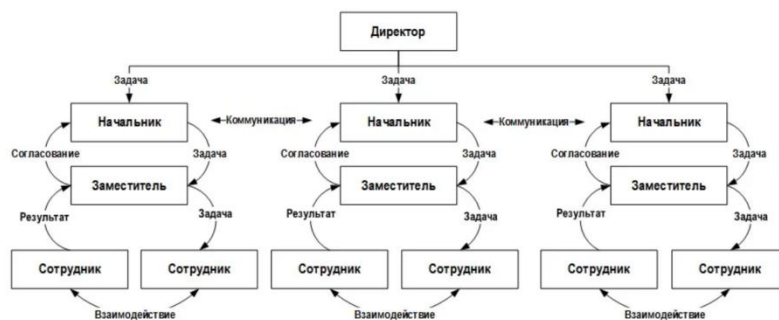 Директор
Задача
Задача
Задача
Начальник
Коммуникация
Начальник
Коммуникация
Начальник
Согласование
Задача
Согласование
Задача
Согласование
Задача
Заместитель
Заместитель
Заместитель
Результат
Задача
Результат
Задача
Результат
Задача
Сотрудник
Сотрудник
Сотрудник
Сотрудник
Сотрудник
Сотрудник
Взаимодействие
Взаимодействие
Взаимодействие